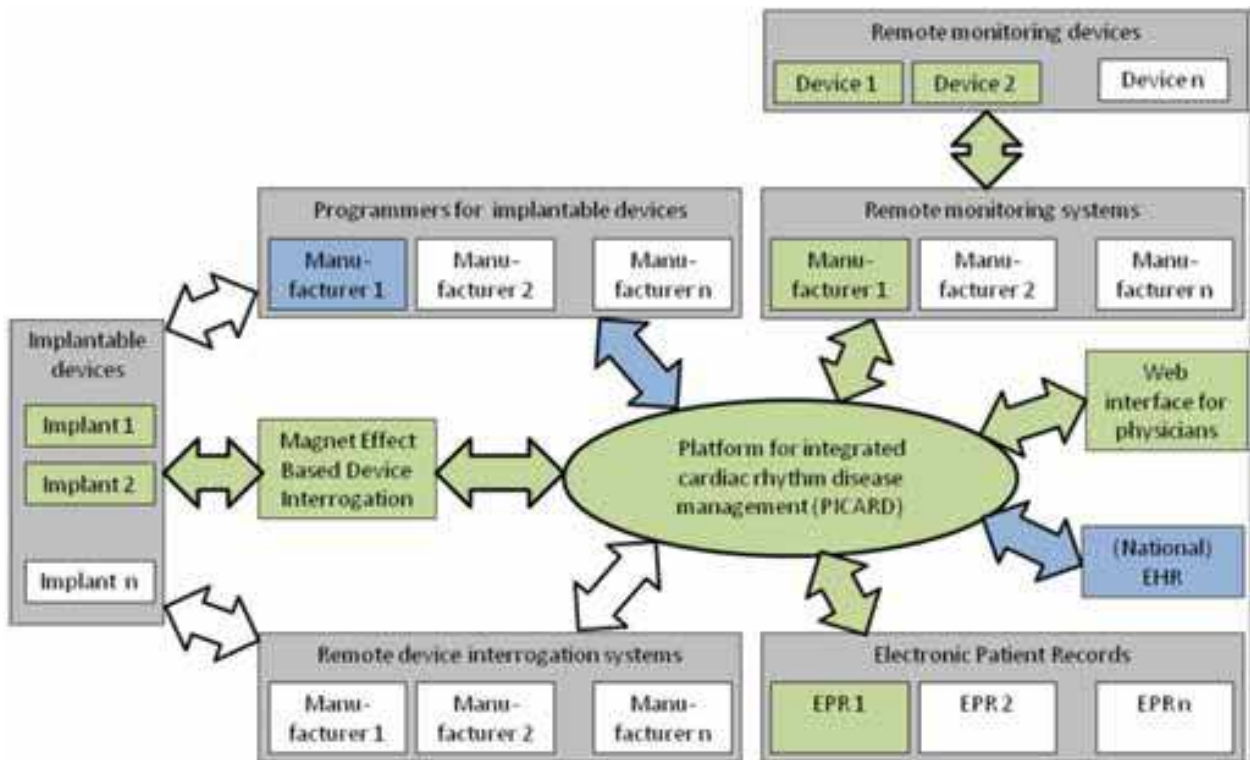 Remote monitoring devices
Device 1
Device 2
Device n
Programmers for implantable devices
Manu-
facturer 1
Manu-
facturer 2
Manu-
facturer n
Remote monitoring systems
Manu-
facturer 1
Manu-
facturer 2
Manu-
facturer n
Implantable
devices
Implant 1
Implant 2
Implant n
Magnet Effect
Based Device
Interrogation
Platform for integrated
cardiac rhythm disease
management (PICARD)
Web
interface for
physicians
(National)
EHR
Remote device interrogation systems
Manu-
facturer 1
Manu-
facturer 2
Manu-
facturer n
Electronic Patient Records
EPR 1
EPR 2
EPR n